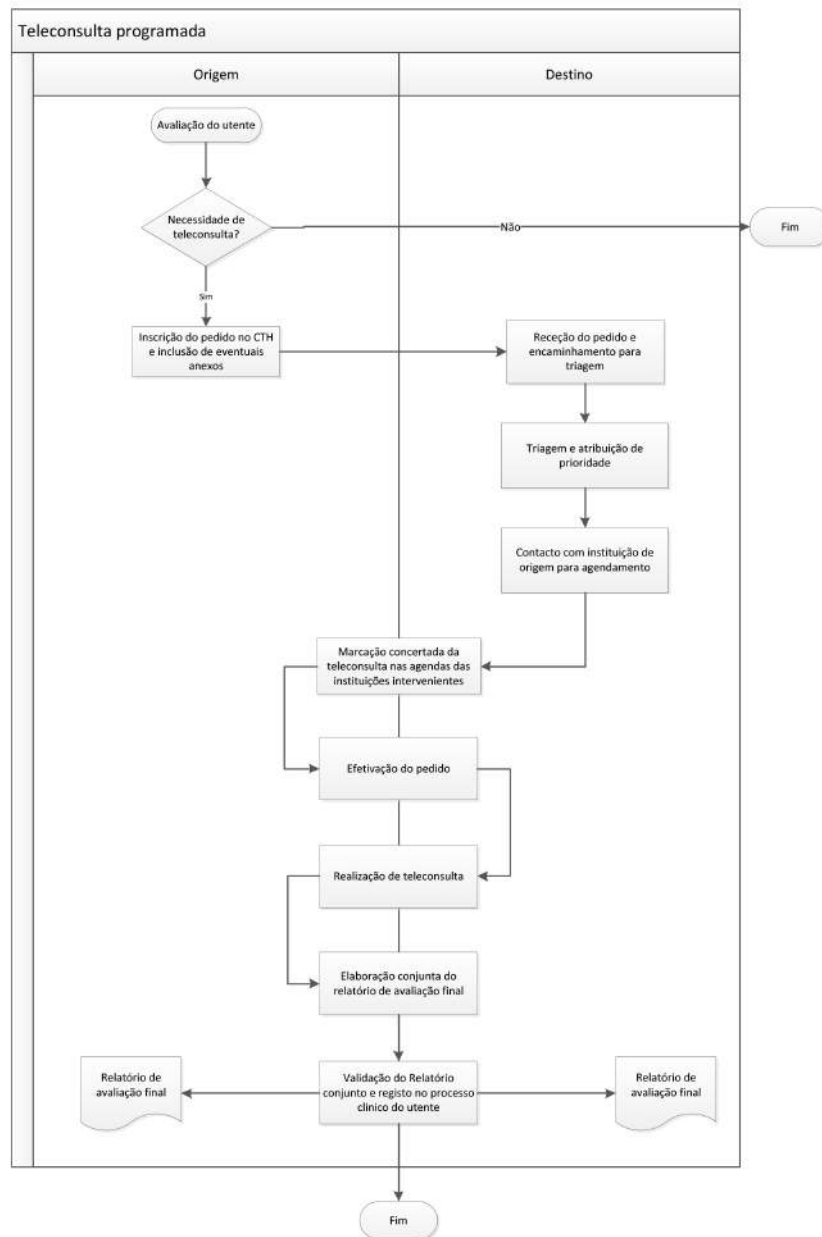 Teleconsulta programada
Origem
Destino
Avaliação do utente
Necessidade de
teleconsulta?
Não
Fim
Sim
Inscrição do pedido no CTH
e inclusão de eventuais
anexos
Receção do pedido e
encaminhamento para
triagem
Triagem e atribuição de
prioridade
Contacto com instituição de
origem para agendamento
Marcação concertada da
teleconsulta nas agendas das
instituições intervenientes
Efetivação do pedido
Realização de teleconsulta
Elaboração conjunta do
relatório de avaliação final
Relatório de
avaliação final
Validação do Relatório
conjunto e registo no processo
clinico do utente
Relatório de
avaliação final
Fim